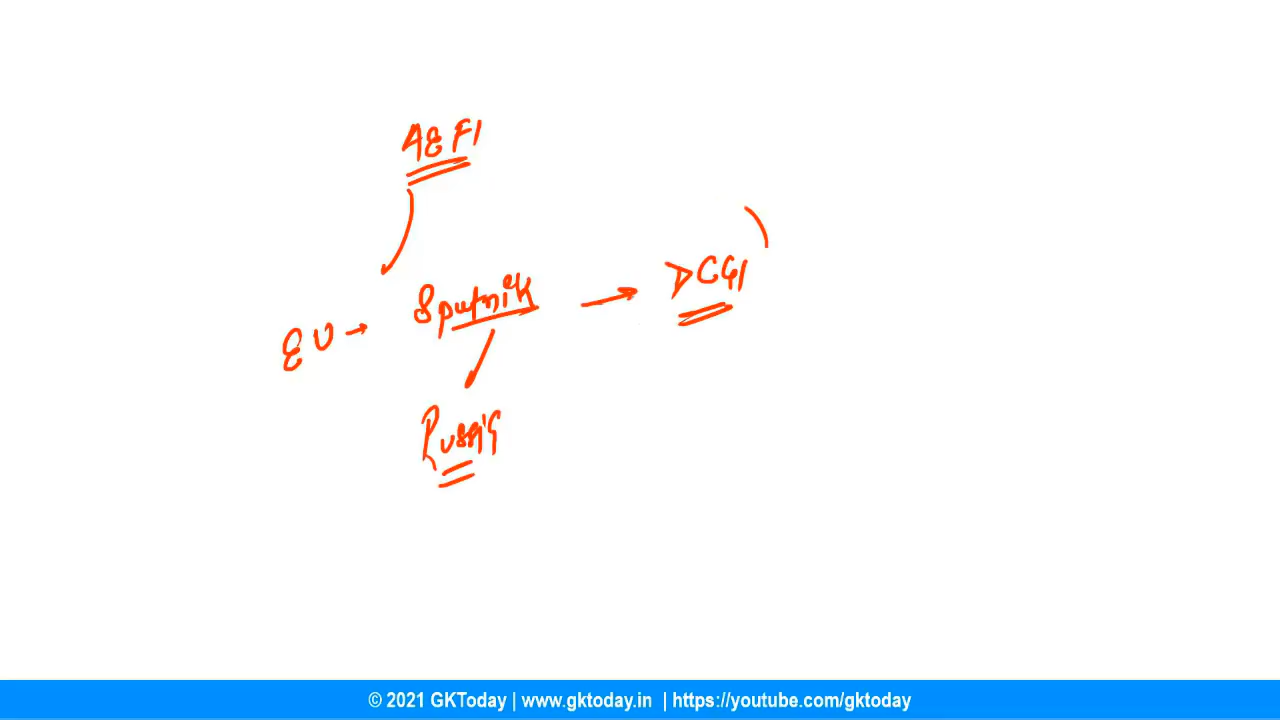 AEFI
Sputnik → DCGI
EU →
Russia
© 2021 GKToday | www.gktoday.in | https://youtube.com/gktoday